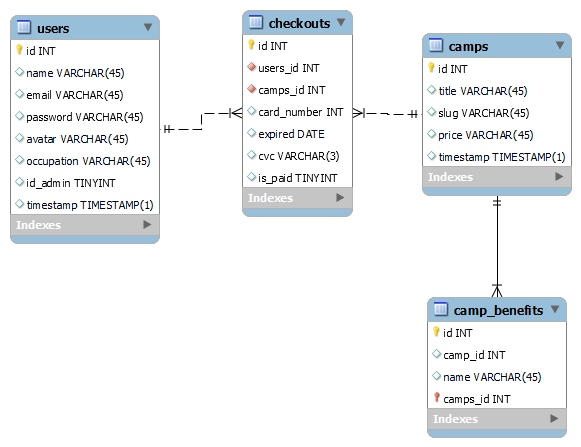 users
id INT
name VARCHAR(45)
email VARCHAR(45)
password VARCHAR(45)
avatar VARCHAR(45)
occupation VARCHAR(45)
id_admin TINYINT
timestamp TIMESTAMP(1)
Indexes
checkouts
id INT
users_id INT
camps_id INT
card_number INT
expired DATE
cvc VARCHAR(3)
is_paid TINYINT
Indexes
camps
id INT
title VARCHAR(45)
slug VARCHAR(45)
price VARCHAR(45)
timestamp TIMESTAMP(1)
Indexes
camp_benefits
id INT
camp_id INT
name VARCHAR(45)
camps_id INT
Indexes